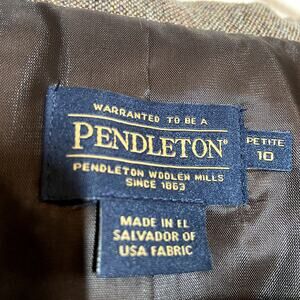 WARRANTED TO BE A
PENDLETON®
PENDLETON WOOLEN MILLS
SINCE 1863
PETITE
10
MADE IN EL
SALVADOR OF
USA FABRIC